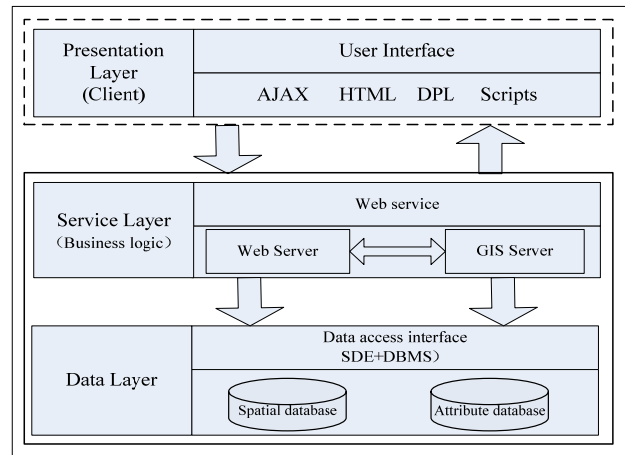 Presentation
Layer
(Client)
User Interface
AJAX HTML DPL Scripts
Service Layer
（Business logic）
Web service
Web Server
GIS Server
Data Layer
Data access interface
SDE+DBMS）
Spatial database
Attribute database